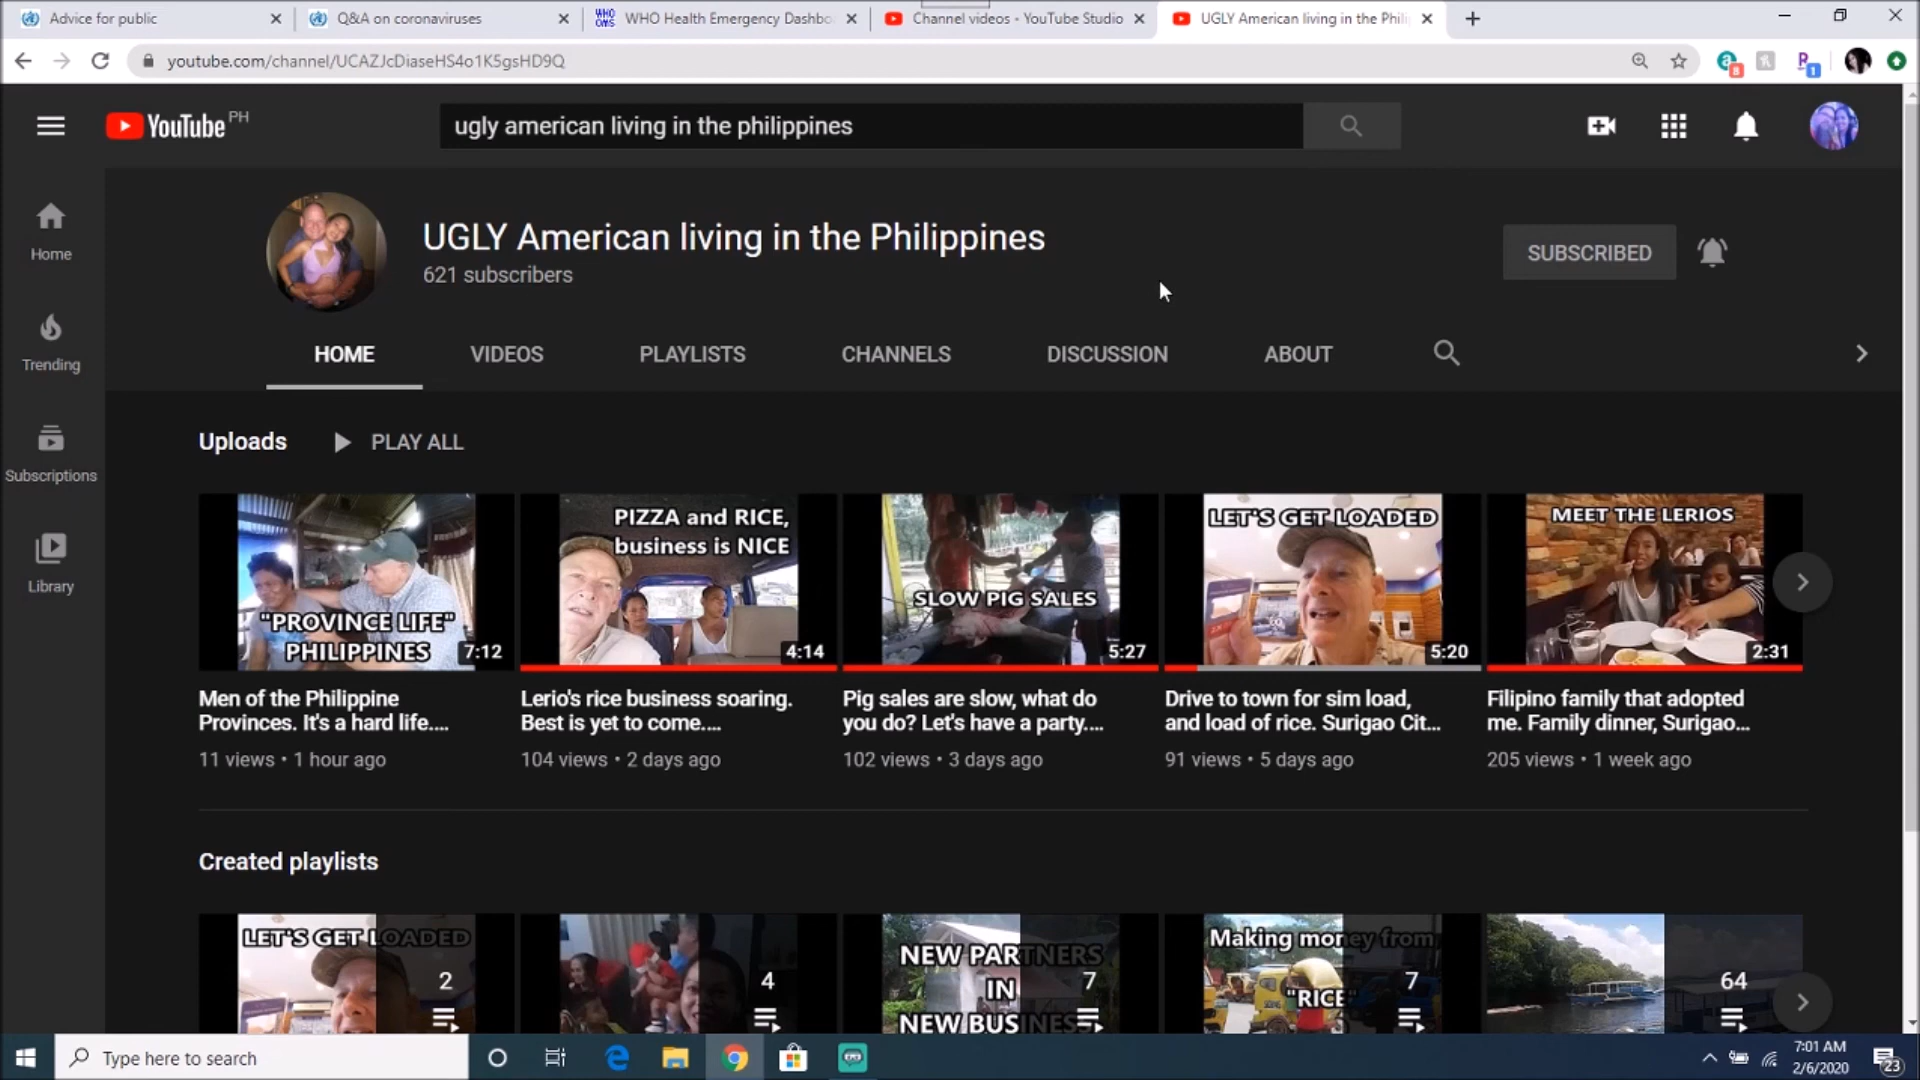 Advice for public
Q&A on coronaviruses
WHO Health Emergency Dashbo
Channel videos - YouTube Studio
UGLY American living in the Phili
youtube.com/channel/UCAZJcDiaseHS4o1K5gsHD9Q
8
1
YouTube PH
ugly american living in the philippines
UGLY American living in the Philippines
621 subscribers
SUBSCRIBED
Home
Trending
Subscriptions
Library
HOME
VIDEOS
PLAYLISTS
CHANNELS
DISCUSSION
ABOUT
Uploads
PLAY ALL
"PROVINCE LIFE"
PHILIPPINES
7:12
PIZZA and RICE,
business is NICE
4:14
SLOW PIG SALES
5:27
LET'S GET LOADED
5:20
MEET THE LERIOS
2:31
Men of the Philippine
Provinces. It's a hard life....
11 views • 1 hour ago
Lerio's rice business soaring.
Best is yet to come....
104 views • 2 days ago
Pig sales are slow, what do
you do? Let's have a party....
102 views • 3 days ago
Drive to town for sim load,
and load of rice. Surigao Cit...
91 views • 5 days ago
Filipino family that adopted
me. Family dinner, Surigao...
205 views • 1 week ago
Created playlists
LET'S GET LOADED
2
4
NEW PARTNERS
IN
NEW BUSINESS
7
Making money from
"RICE"
7
64
Type here to search
7:01 AM
2/6/2020
23